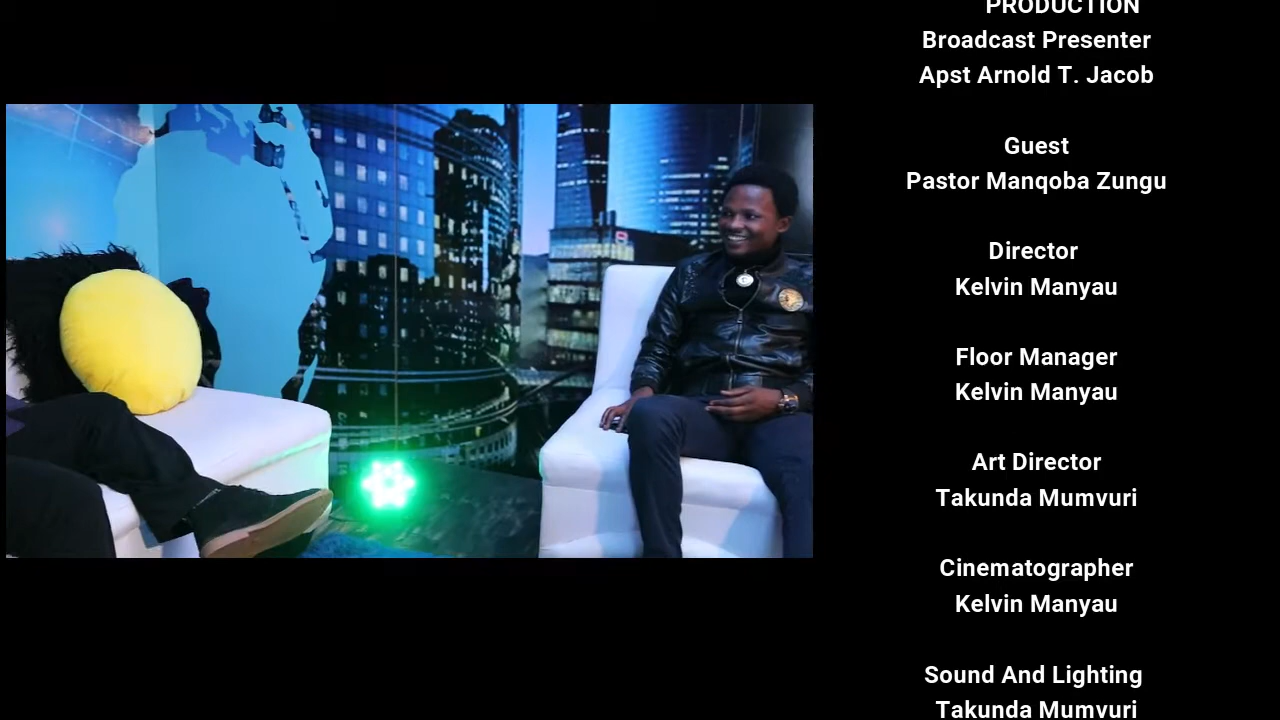 PRODUCTION
Broadcast Presenter
Apst Arnold T. Jacob
Guest
Pastor Manqoba Zungu
Director
Kelvin Manyau
Floor Manager
Kelvin Manyau
Art Director
Takunda Mumvuri
Cinematographer
Kelvin Manyau
Sound And Lighting
Takunda Mumvuri